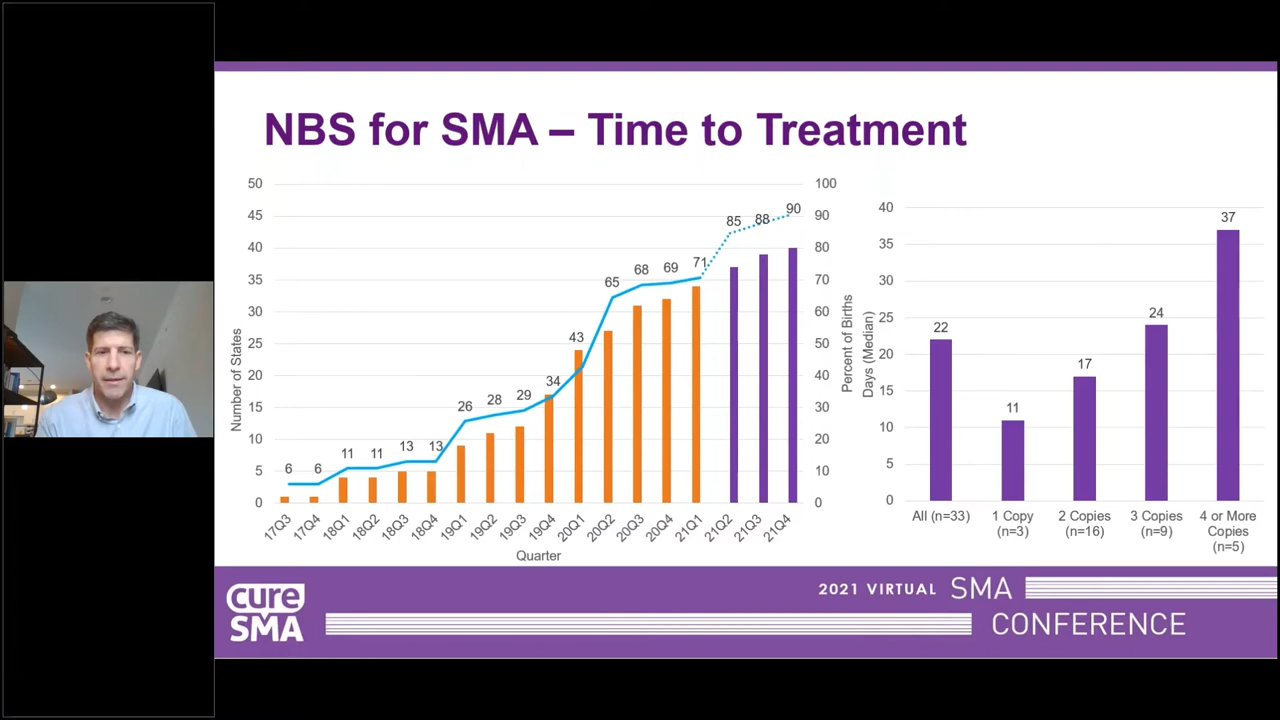 NBS for SMA – Time to Treatment
50
45
40
35
30
25
20
15
10
5
0
Number of States
6
6
11
11
13
13
26
28
29
34
43
65
68
69
71
85
88
90
100
90
80
70
60
50
40
30
20
10
0
Percent of Births
17Q3
17Q4
18Q1
18Q2
18Q3
18Q4
19Q1
19Q2
19Q3
19Q4
20Q1
20Q2
20Q3
20Q4
21Q1
21Q2
21Q3
21Q4
Quarter
Days (Median)
40
35
30
25
20
15
10
5
0
22
11
17
24
37
All (n=33)
1 Copy
(n=3)
2 Copies
(n=16)
3 Copies
(n=9)
4 or More
Copies
(n=5)
cure
SMA
2021 VIRTUAL SMA
CONFERENCE